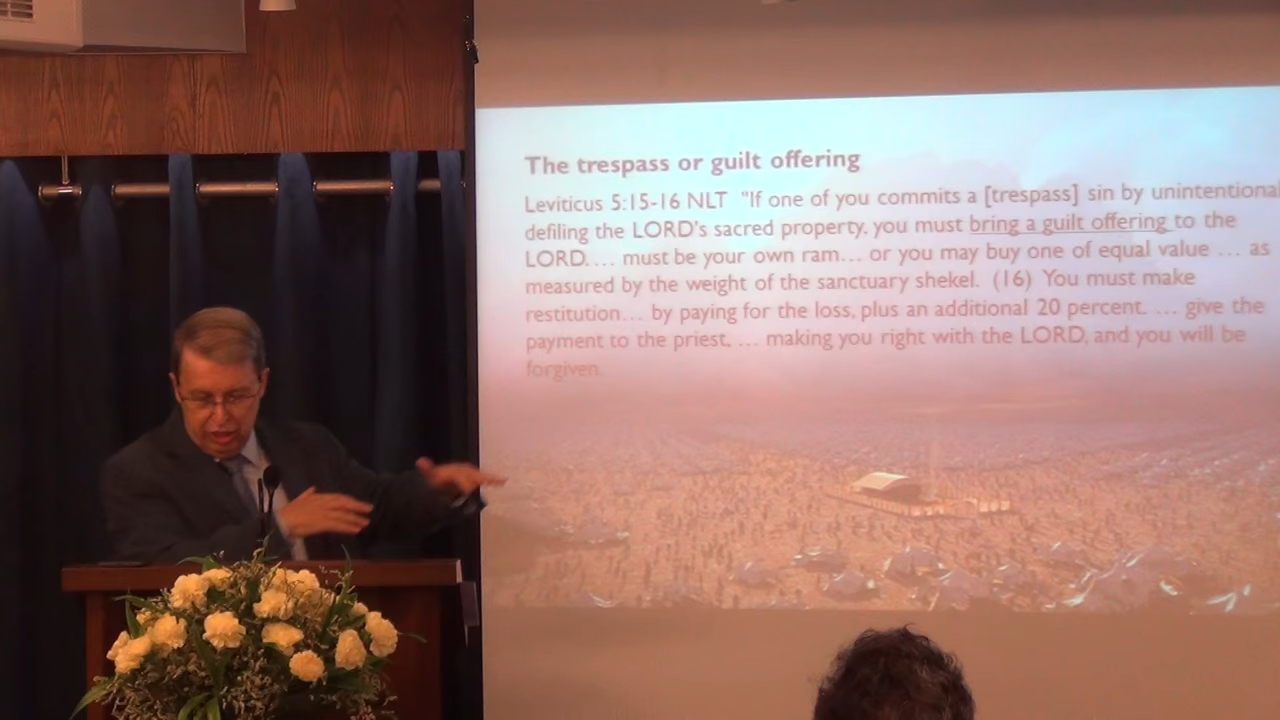 The trespass or guilt offering
Leviticus 5:15-16 NLT "If one of you commits a [trespass] sin by unintentional
defiling the LORD's sacred property, you must bring a guilt offering to the
LORD. … must be your own ram… or you may buy one of equal value … as
measured by the weight of the sanctuary shekel. (16) You must make
restitution… by paying for the loss, plus an additional 20 percent. … give the
payment to the priest, … making you right with the LORD, and you will be
forgiven.